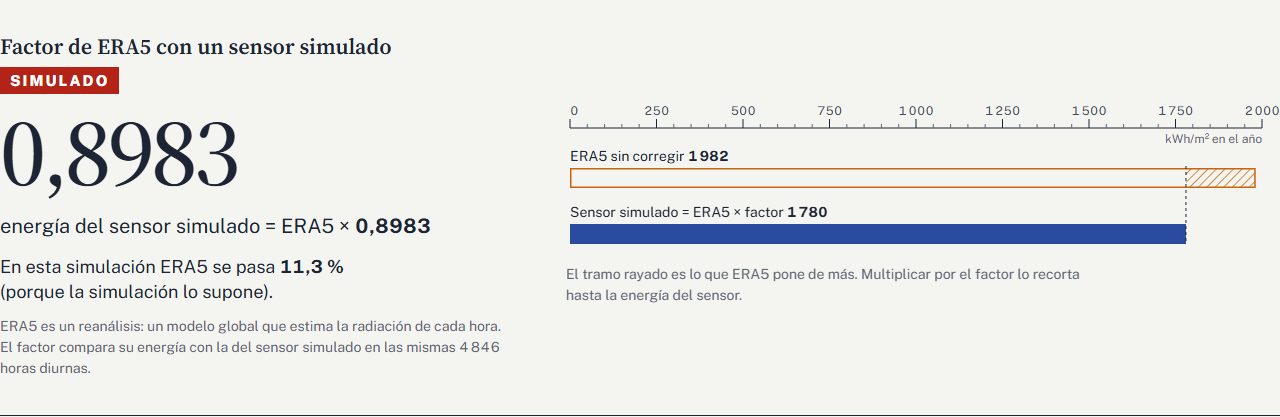 Factor de ERA5 con un sensor simulado
SIMULADO
0,8983
energía del sensor simulado = ERA5 × 0,8983
En esta simulación ERA5 se pasa 11,3 %
(porque la simulación lo supone).
ERA5 es un reanálisis: un modelo global que estima la radiación de cada hora.
El factor compara su energía con la del sensor simulado en las mismas 4 846
horas diurnas.
0 250 500 750 1 000 1 250 1 500 1 750 2 000
kWh/m² en el año
ERA5 sin corregir 1 982
Sensor simulado = ERA5 × factor 1 780
El tramo rayado es lo que ERA5 pone de más. Multiplicar por el factor lo recorta
hasta la energía del sensor.